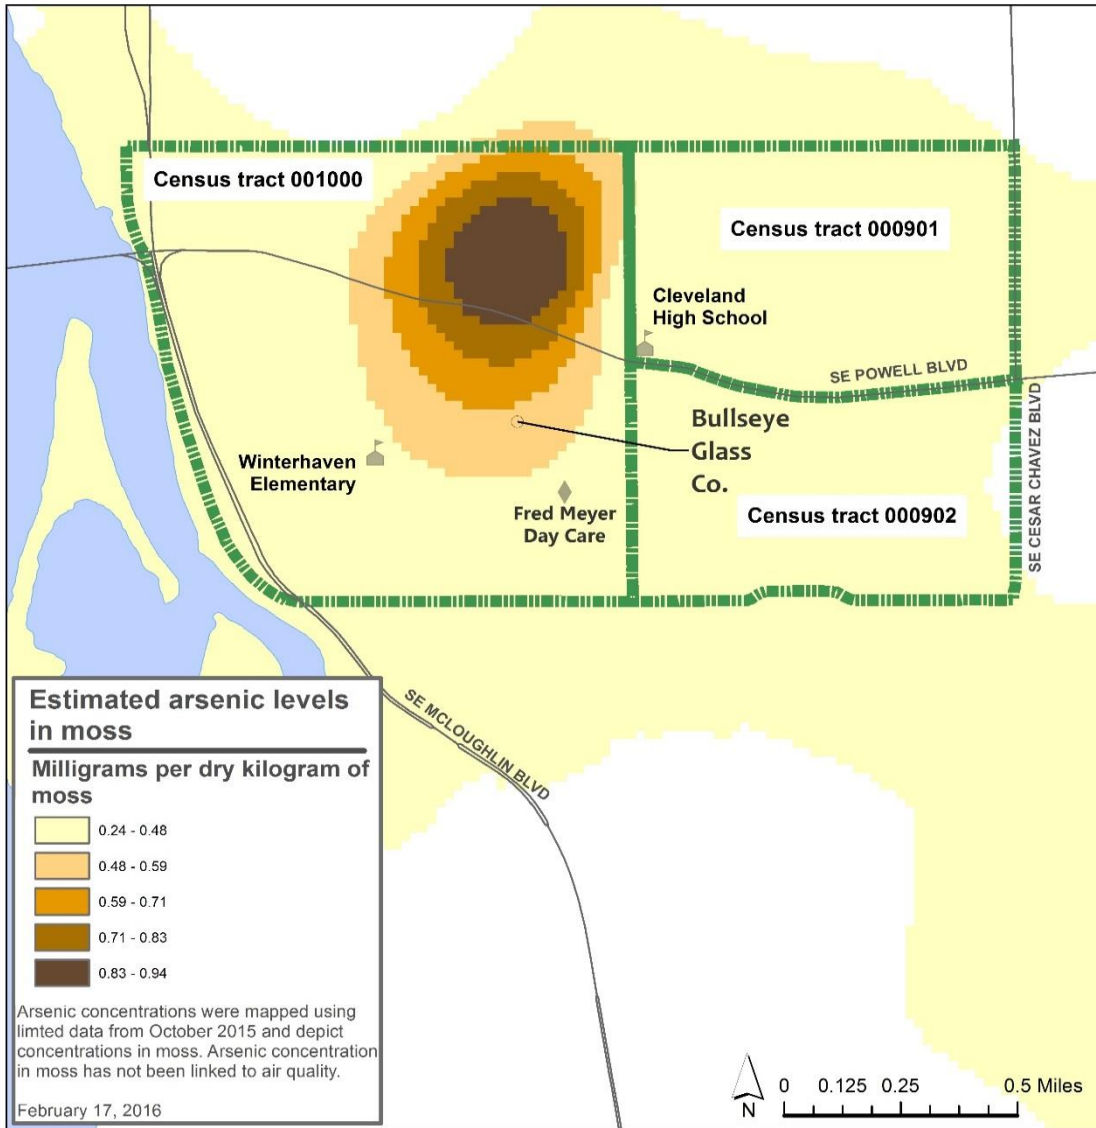 Census tract 001000
Census tract 000901
Cleveland
High School
SE POWELL BLVD
Bullseye
Glass
Co.
Winterhaven
Elementary
Fred Meyer
Day Care
Census tract 000902
SE CESAR CHAVEZ BLVD
SE MCLOUGHLIN BLVD
Estimated arsenic levels
in moss
Milligrams per dry kilogram of
moss
0.24 - 0.48
0.48 - 0.59
0.59 - 0.71
0.71 - 0.83
0.83 - 0.94
Arsenic concentrations were mapped using
limted data from October 2015 and depict
concentrations in moss. Arsenic concentration
in moss has not been linked to air quality.
February 17, 2016
N
0 0.125 0.25 0.5 Miles